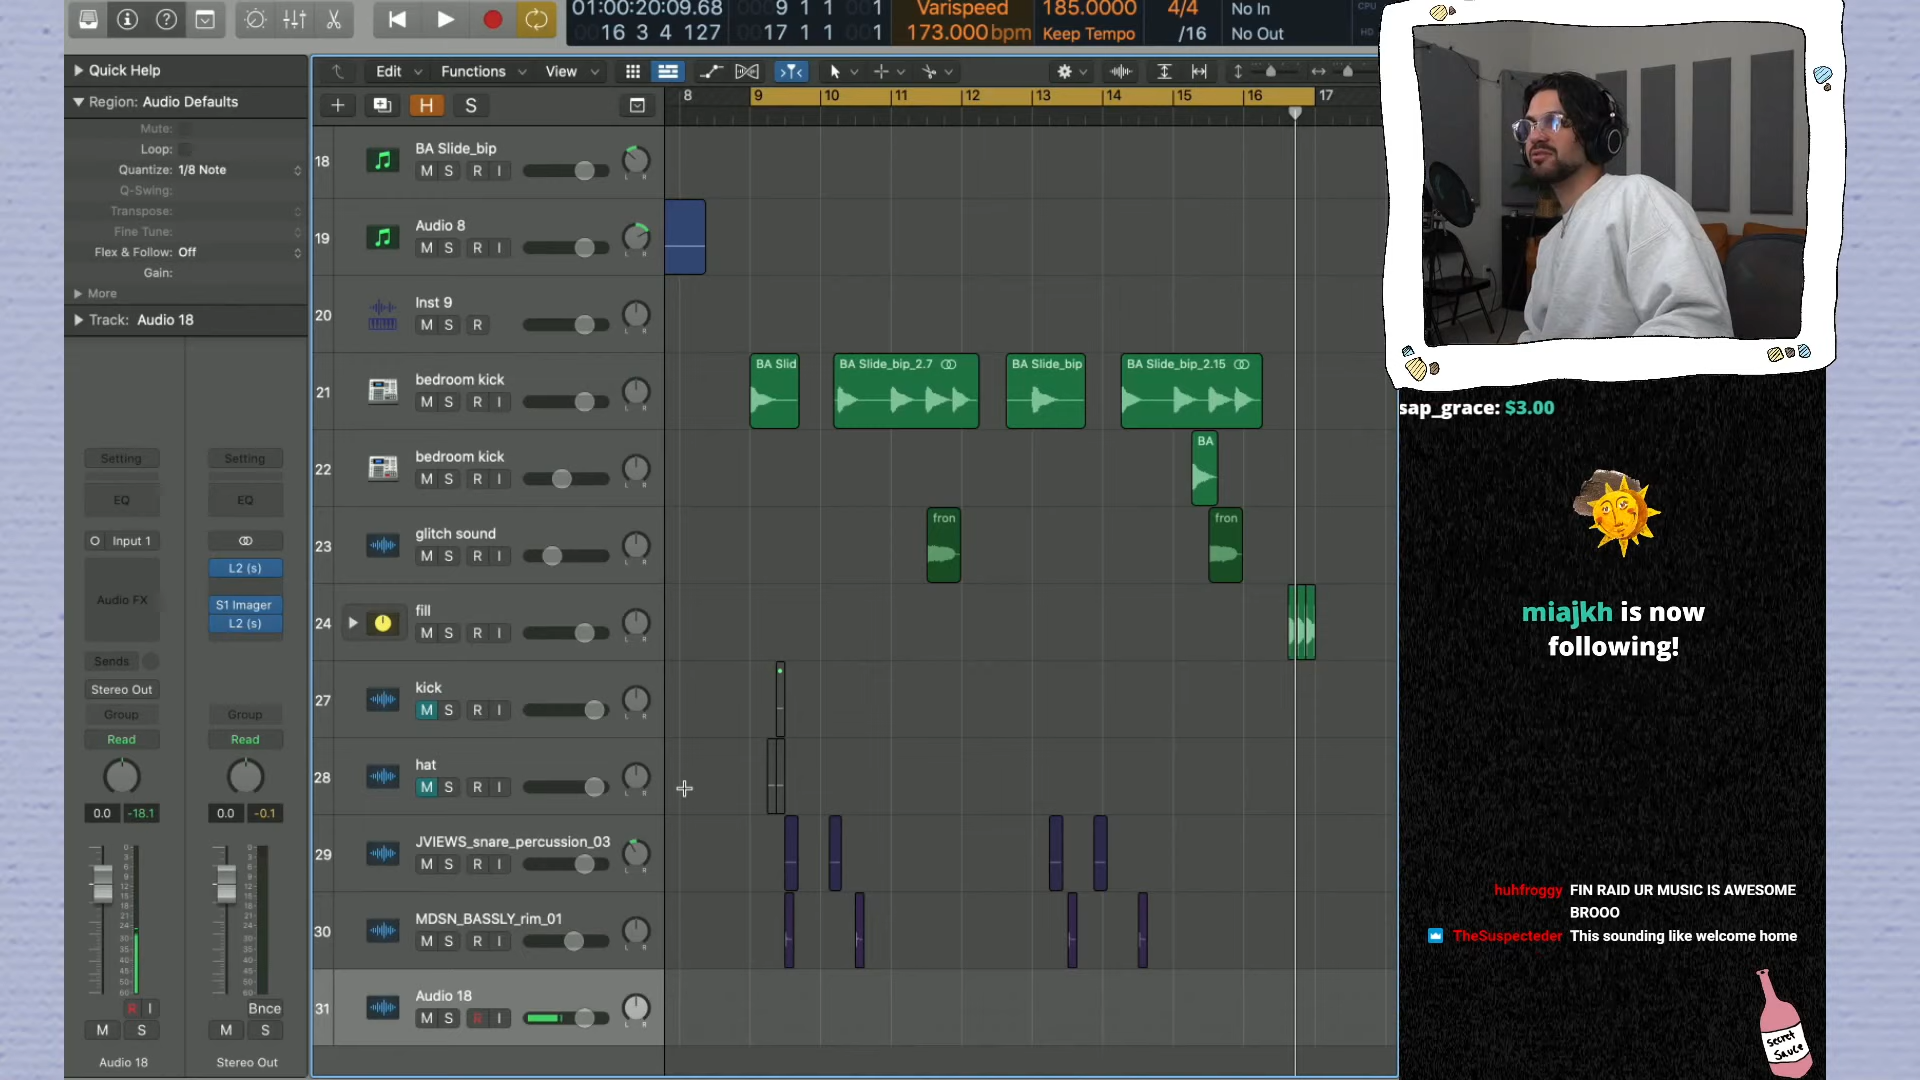 01:00:20:09.68
16 3 4 127
9 1 1 1
17 1 1 1
Varispeed
173.000 bpm
185.0000
Keep Tempo
4/4
/16
No In
No Out
CPU
HD
Quick Help
Region: Audio Defaults
Mute:
Loop:
Quantize: 1/8 Note
Q-Swing:
Transpose:
Fine Tune:
Flex & Follow: Off
Gain:
More
Track: Audio 18
Edit
Functions
View
H
S
8 9 10 11 12 13 14 15 16 17
18 BA Slide_bip
M S R I
19 Audio 8
M S R I
20 Inst 9
M S R
21 bedroom kick
M S R I
BA Slid
BA Slide_bip_2.7
BA Slide_bip
BA Slide_bip_2.15
22 bedroom kick
M S R I
BA
23 glitch sound
M S R I
fron
fron
24 fill
M S R I
27 kick
M S R I
28 hat
M S R I
29 JVIEWS_snare_percussion_03
M S R I
30 MDSN_BASSLY_rim_01
M S R I
31 Audio 18
M S R I
Setting
Setting
EQ
EQ
Input 1
L2 (s)
Audio FX
S1 Imager
L2 (s)
Sends
Stereo Out
Group
Group
Read
Read
0.0 -18.1
0.0 -0.1
R I
Bnce
M S
M S
Audio 18
Stereo Out
sap_grace: $3.00
miajkh is now
following!
huhfroggy FIN RAID UR MUSIC IS AWESOME
BROOO
TheSuspecteder This sounding like welcome home
Secret
Sauce